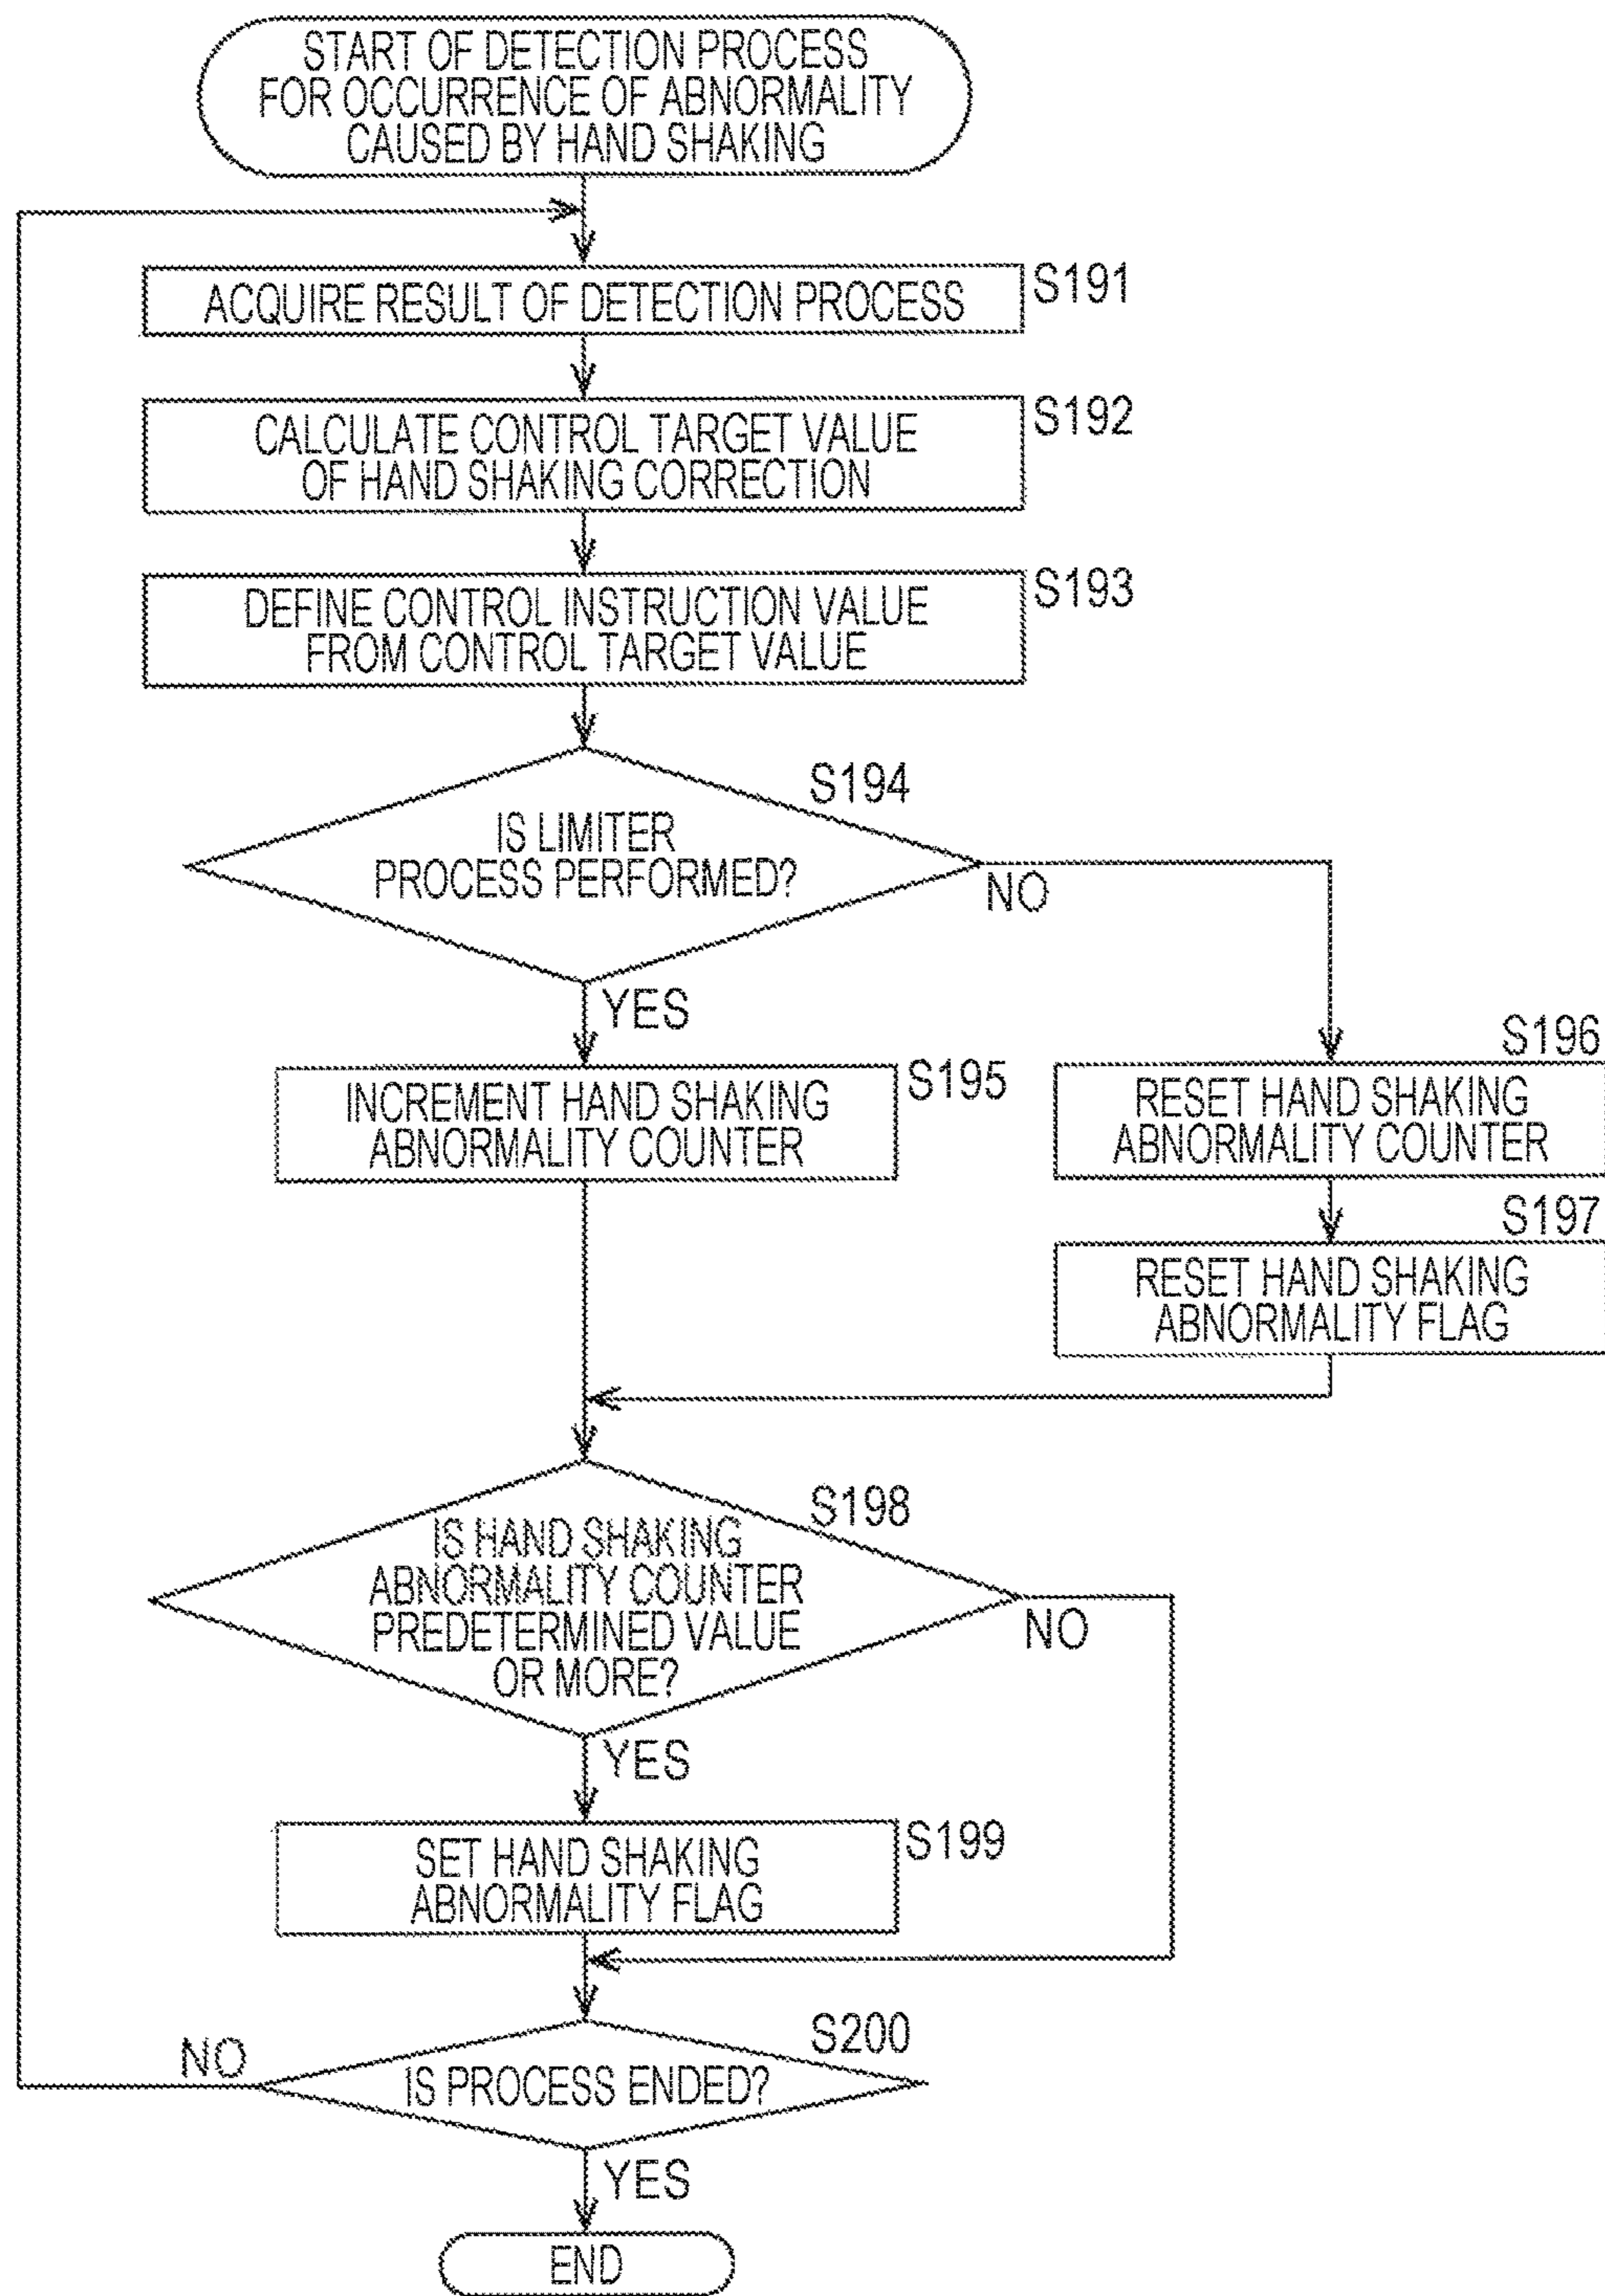 START OF DETECTION PROCESS
FOR OCCURRENCE OF ABNORMALITY
CAUSED BY HAND SHAKING
ACQUIRE RESULT OF DETECTION PROCESS
S191
CALCULATE CONTROL TARGET VALUE
OF HAND SHAKING CORRECTION
S192
DEFINE CONTROL INSTRUCTION VALUE
FROM CONTROL TARGET VALUE
S193
S194
IS LIMITER
PROCESS PERFORMED?
NO
YES
INCREMENT HAND SHAKING
ABNORMALITY COUNTER
S195
S196
RESET HAND SHAKING
ABNORMALITY COUNTER
S197
RESET HAND SHAKING
ABNORMALITY FLAG
S198
IS HAND SHAKING
ABNORMALITY COUNTER
PREDETERMINED VALUE
OR MORE?
NO
YES
SET HAND SHAKING
ABNORMALITY FLAG
S199
S200
NO
IS PROCESS ENDED?
YES
END